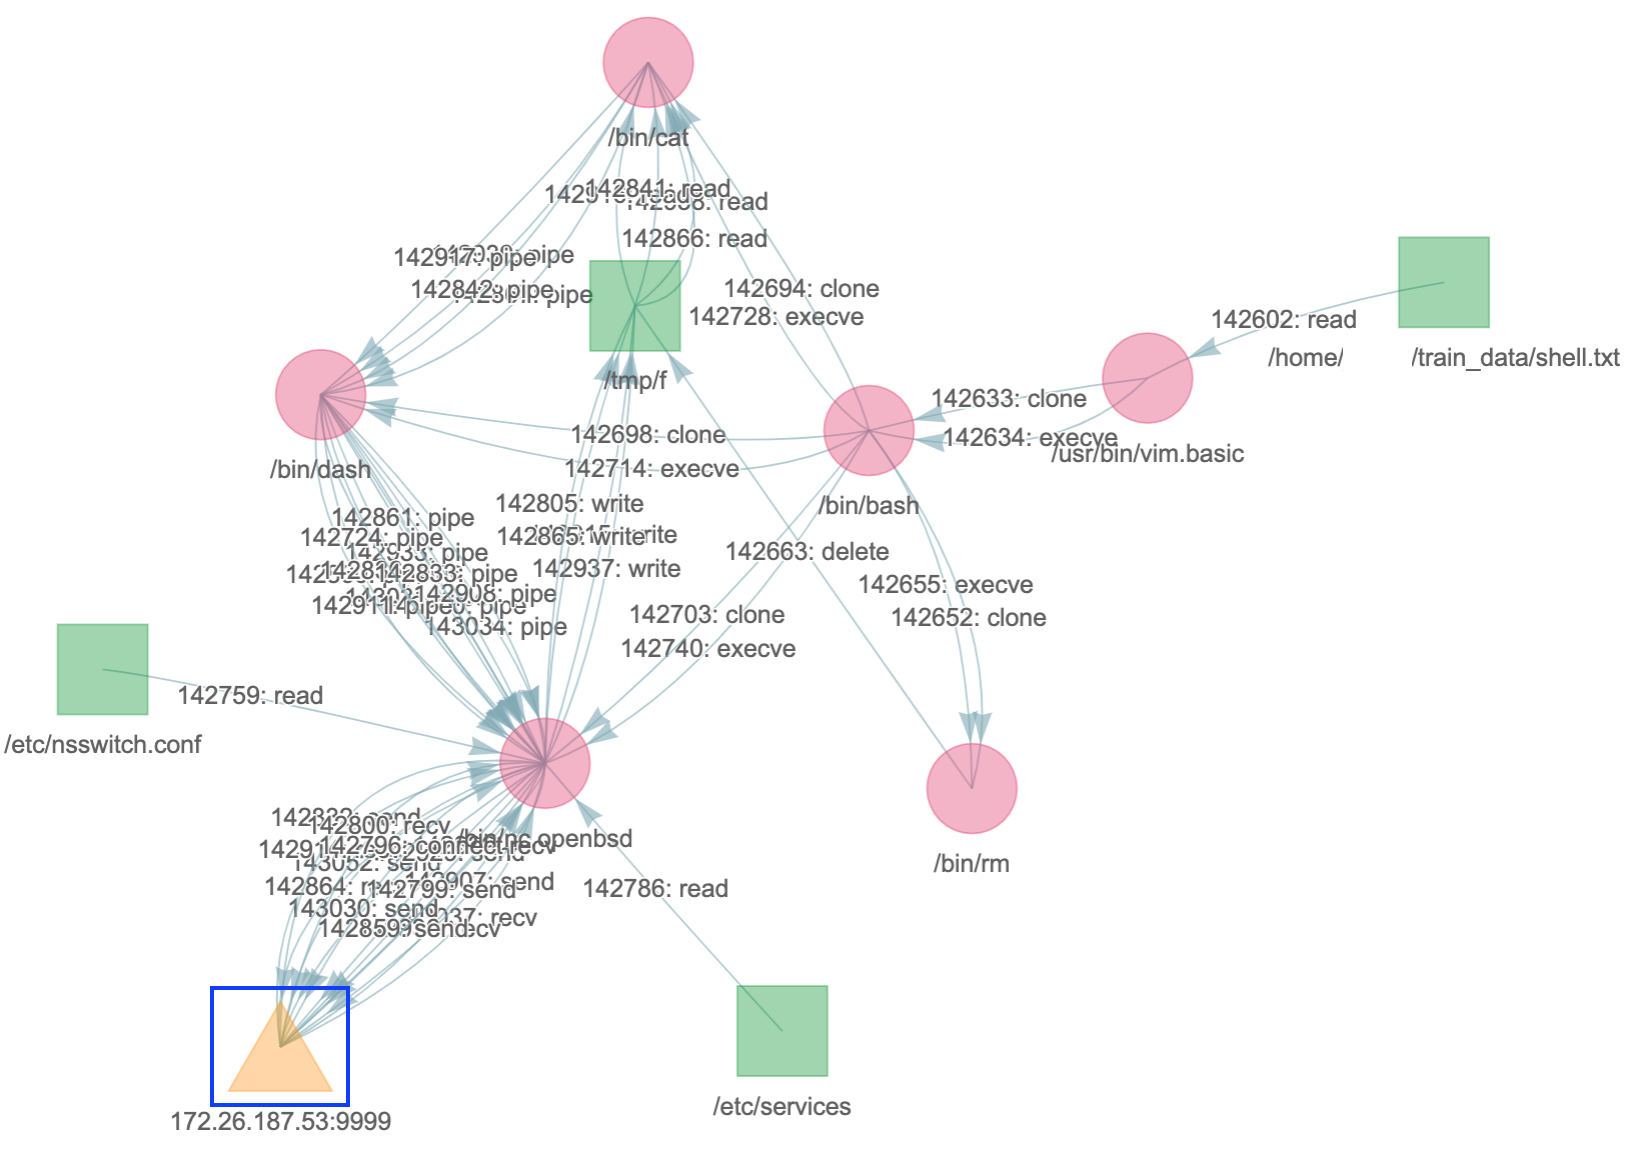 /bin/cat
142841: read
: read
142866: read
142917: pipe
: pipe
142842: pipe
: pipe
142694: clone
142728: execve
142602: read
/home/
/train_data/shell.txt
/tmp/f
142633: clone
142634: execve
/usr/bin/vim.basic
142698: clone
142714: execve
/bin/dash
/bin/bash
142805: write
142865: write
142937: write
142861: pipe
142724: pipe
142933: pipe
142833: pipe
142908: pipe
142911: pipe
: pipe
143034: pipe
142663: delete
142655: execve
142652: clone
142703: clone
142740: execve
142759: read
/etc/nsswitch.conf
/bin/nc.openbsd
/bin/rm
: send
142800: recv
142796: connect
recv
143052: send
142864:
142799: send
: send
143030: send
: recv
142859: send
142786: read
172.26.187.53:9999
/etc/services